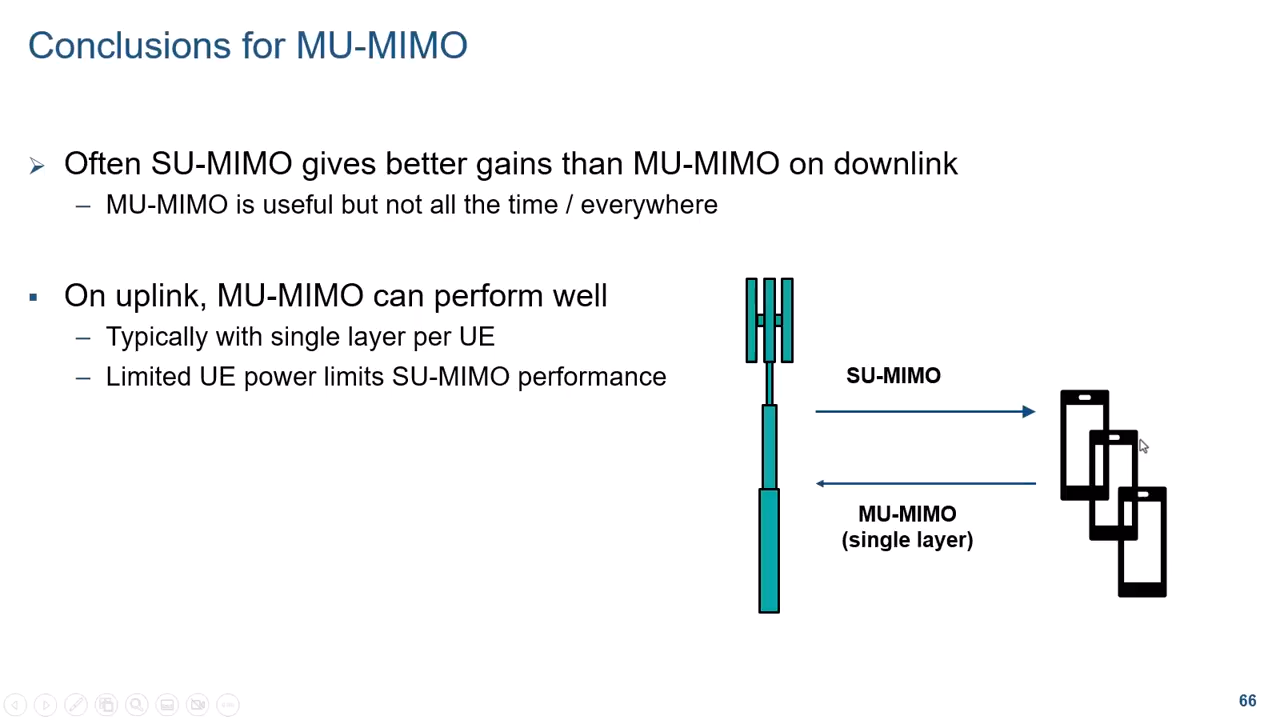 Conclusions for MU-MIMO
➢ Often SU-MIMO gives better gains than MU-MIMO on downlink
– MU-MIMO is useful but not all the time / everywhere
▪ On uplink, MU-MIMO can perform well
– Typically with single layer per UE
– Limited UE power limits SU-MIMO performance
SU-MIMO
MU-MIMO
(single layer)
66